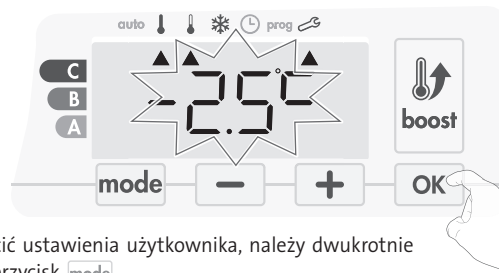 auto prog
C
B
A
-2.5°C
boost
mode − + OK
ić ustawienia użytkownika, należy dwukrotnie
rzycisk mode